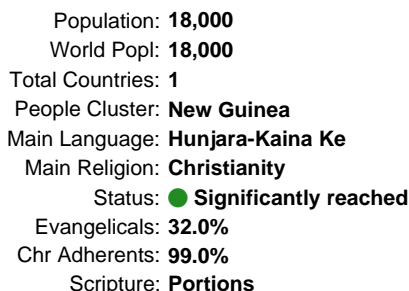 Population: 18,000
World Popl: 18,000
Total Countries: 1
People Cluster: New Guinea
Main Language: Hunjara-Kaina Ke
Main Religion: Christianity
Status: Significantly reached
Evangelicals: 32.0%
Chr Adherents: 99.0%
Scripture: Portions